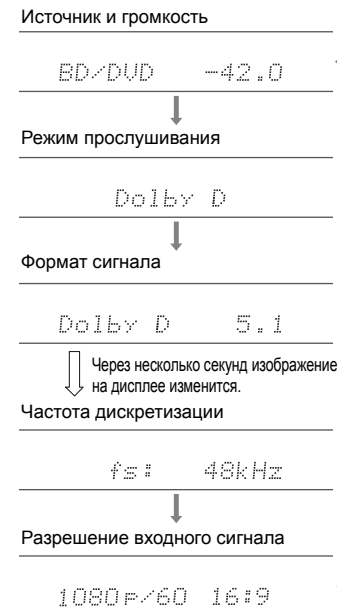 Источник и громкость
BD/DVD -42.0
Режим прослушивания
Dolby D
Формат сигнала
Dolby D 5.1
Через несколько секунд изображение
на дисплее изменится.
Частота дискретизации
fs: 48kHz
Разрешение входного сигнала
1080p/60 16:9